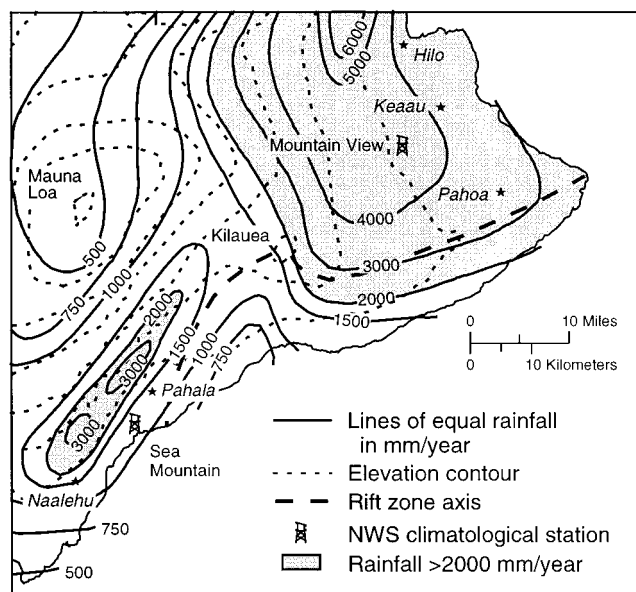 6000
5000
Hilo
Keaau
Mountain View
Mauna
Loa
Pahoa
4000
Kilauea
500
1000
750
3000
2000
1500
2000
1500
1000
750
3000
3000
Pahala
Sea
Mountain
Naalehu
750
500
0 10 Miles
0 10 Kilometers
Lines of equal rainfall
in mm/year
Elevation contour
Rift zone axis
NWS climatological station
Rainfall >2000 mm/year